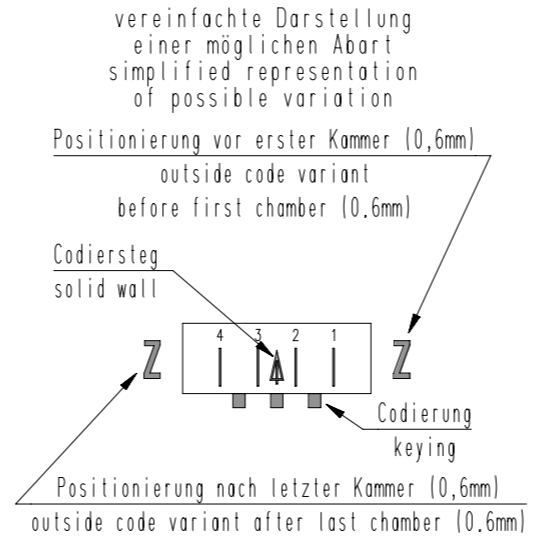 vereinfachte Darstellung
einer möglichen Abart
simplified representation
of possible variation
Positionierung vor erster Kammer (0,6mm)
outside code variant
before first chamber (0.6mm)
Codiersteg
solid wall
4 3 2 1
Z Z
Codierung
keying
Positionierung nach letzter Kammer (0,6mm)
outside code variant after last chamber (0.6mm)